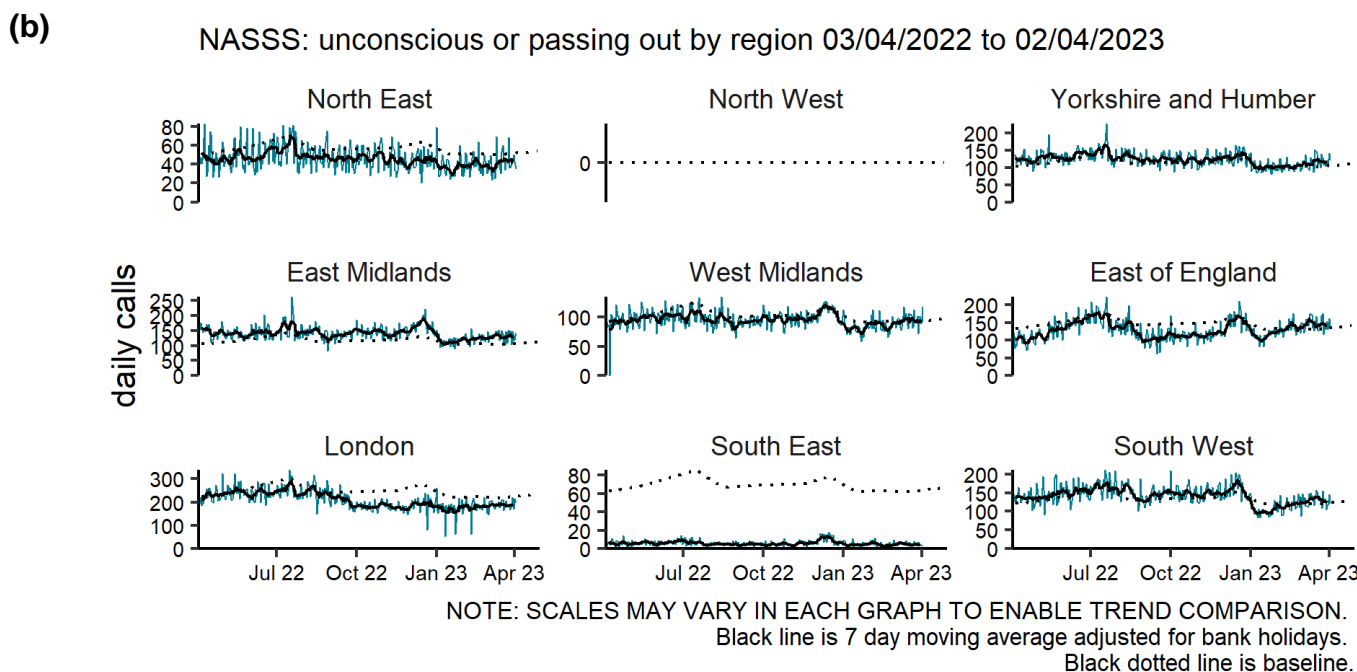 (b)
NASSS: unconscious or passing out by region 03/04/2022 to 02/04/2023
North East
North West
Yorkshire and Humber
80
60
40
20
0
0
200
150
100
50
0
daily calls
East Midlands
West Midlands
East of England
250
200
150
100
50
0
100
50
0
200
150
100
50
0
London
South East
South West
300
200
100
0
80
60
40
20
0
200
150
100
50
0
Jul 22 Oct 22 Jan 23 Apr 23
Jul 22 Oct 22 Jan 23 Apr 23
Jul 22 Oct 22 Jan 23 Apr 23
NOTE: SCALES MAY VARY IN EACH GRAPH TO ENABLE TREND COMPARISON.
Black line is 7 day moving average adjusted for bank holidays.
Black dotted line is baseline.